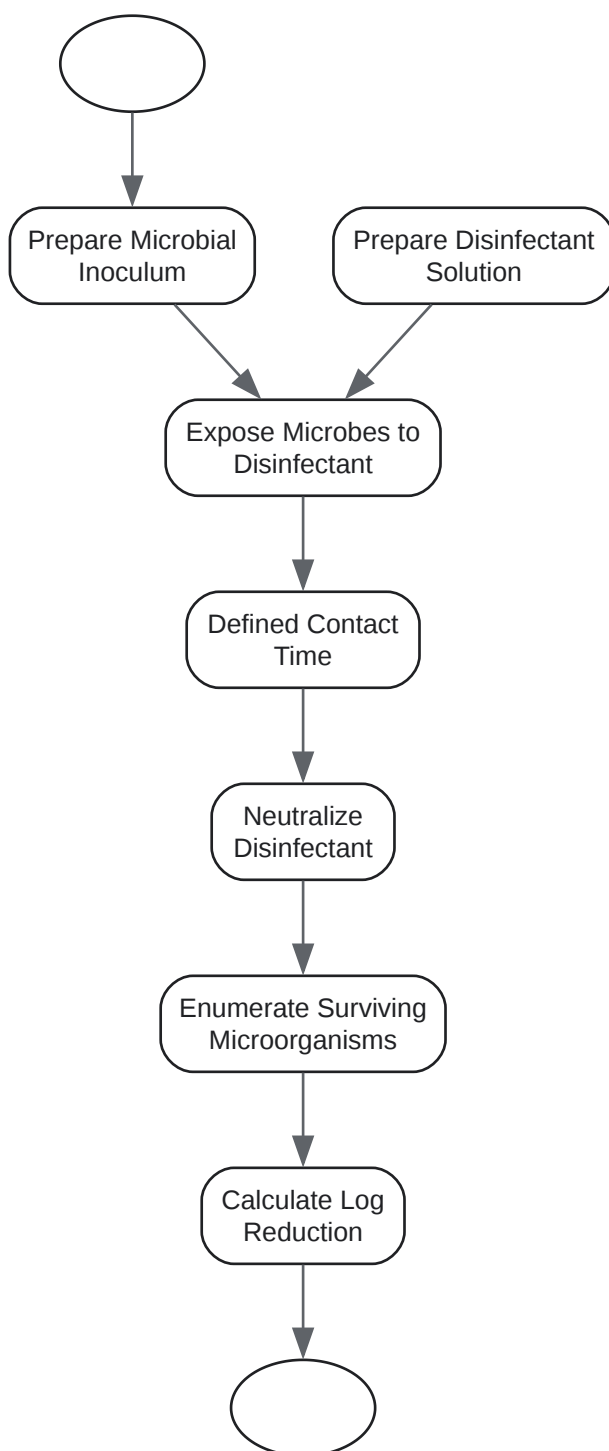 Prepare Microbial
Inoculum
Prepare Disinfectant
Solution
Expose Microbes to
Disinfectant
Defined Contact
Time
Neutralize
Disinfectant
Enumerate Surviving
Microorganisms
Calculate Log
Reduction